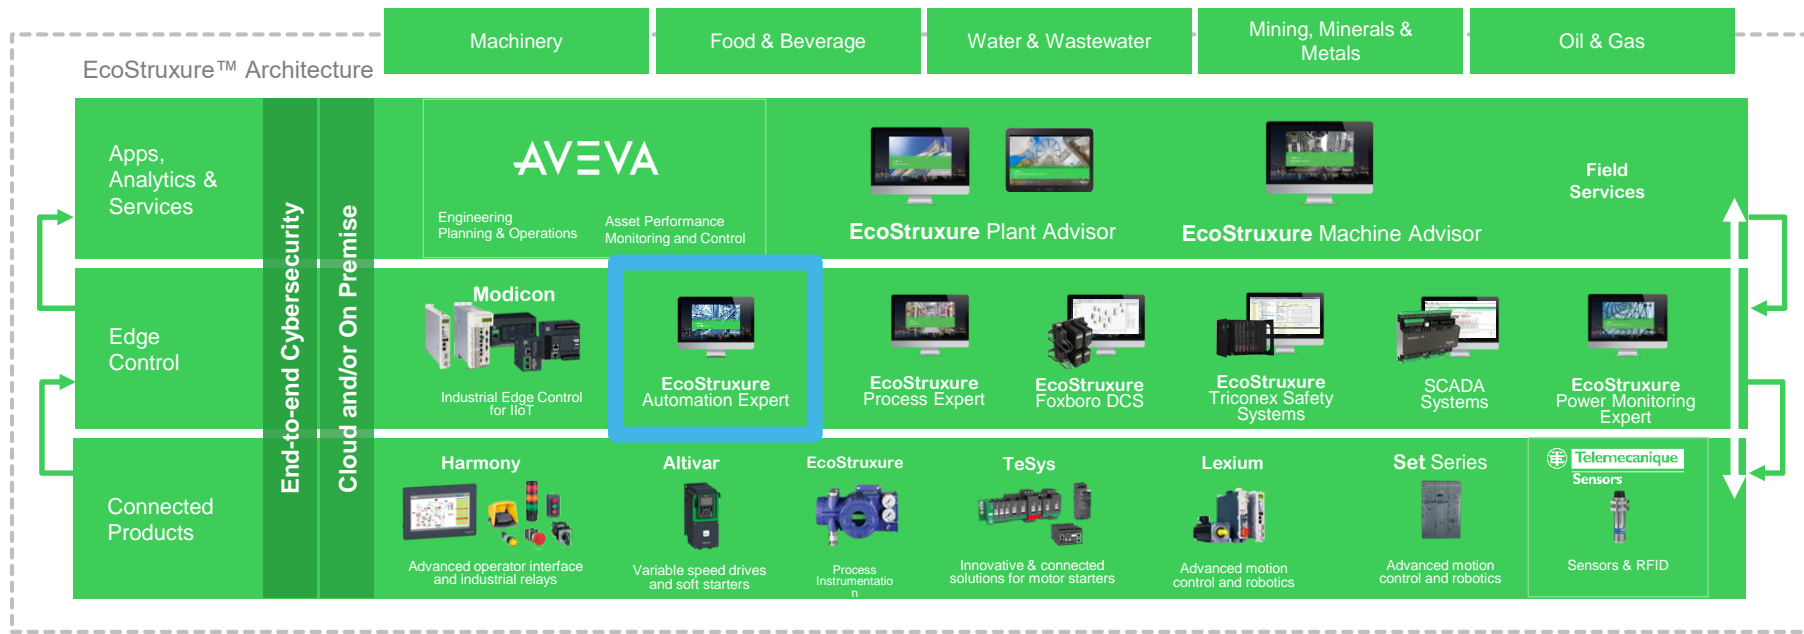 Machinery
Food & Beverage
Water & Wastewater
Mining, Minerals &
Metals
Oil & Gas
EcoStruxure™ Architecture
Apps,
Analytics &
Services
End-to-end Cybersecurity
Cloud and/or On Premise
AVEVA
Engineering
Planning & Operations
Asset Performance
Monitoring and Control
EcoStruxure Plant Advisor
EcoStruxure Machine Advisor
Field
Services
Edge
Control
Modicon
Industrial Edge Control
for IIoT
EcoStruxure
Automation Expert
EcoStruxure
Process Expert
EcoStruxure
Foxboro DCS
EcoStruxure
Triconex Safety
Systems
SCADA
Systems
EcoStruxure
Power Monitoring
Expert
Connected
Products
Harmony
Advanced operator interface
and industrial relays
Altivar
Variable speed drives
and soft starters
EcoStruxure
Process
Instrumentatio
n
TeSys
Innovative & connected
solutions for motor starters
Lexium
Advanced motion
control and robotics
Set Series
Advanced motion
control and robotics
Telemecanique
Sensors
Sensors & RFID